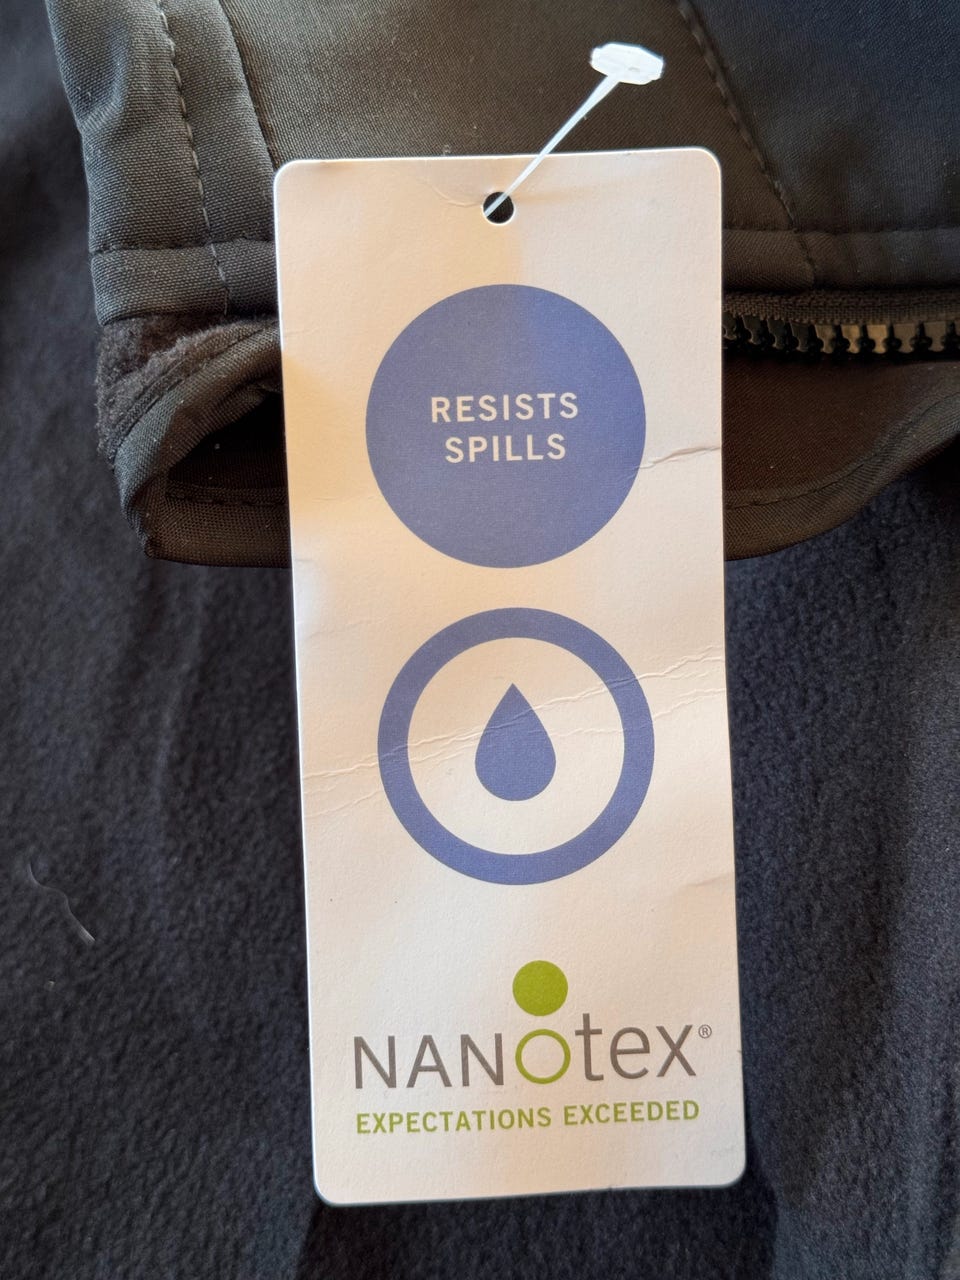 RESISTS
SPILLS
NANOtex®
EXPECTATIONS EXCEEDED